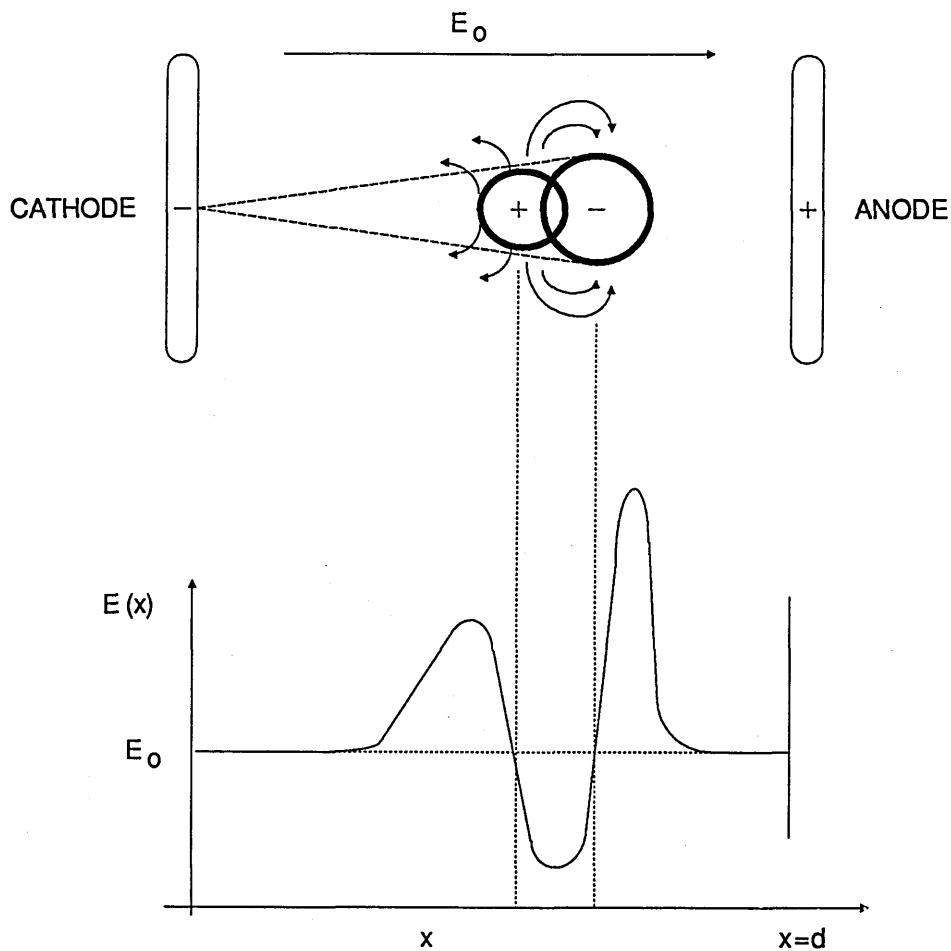 E₀
CATHODE − + − + ANODE
E (x)
E₀
x x=d